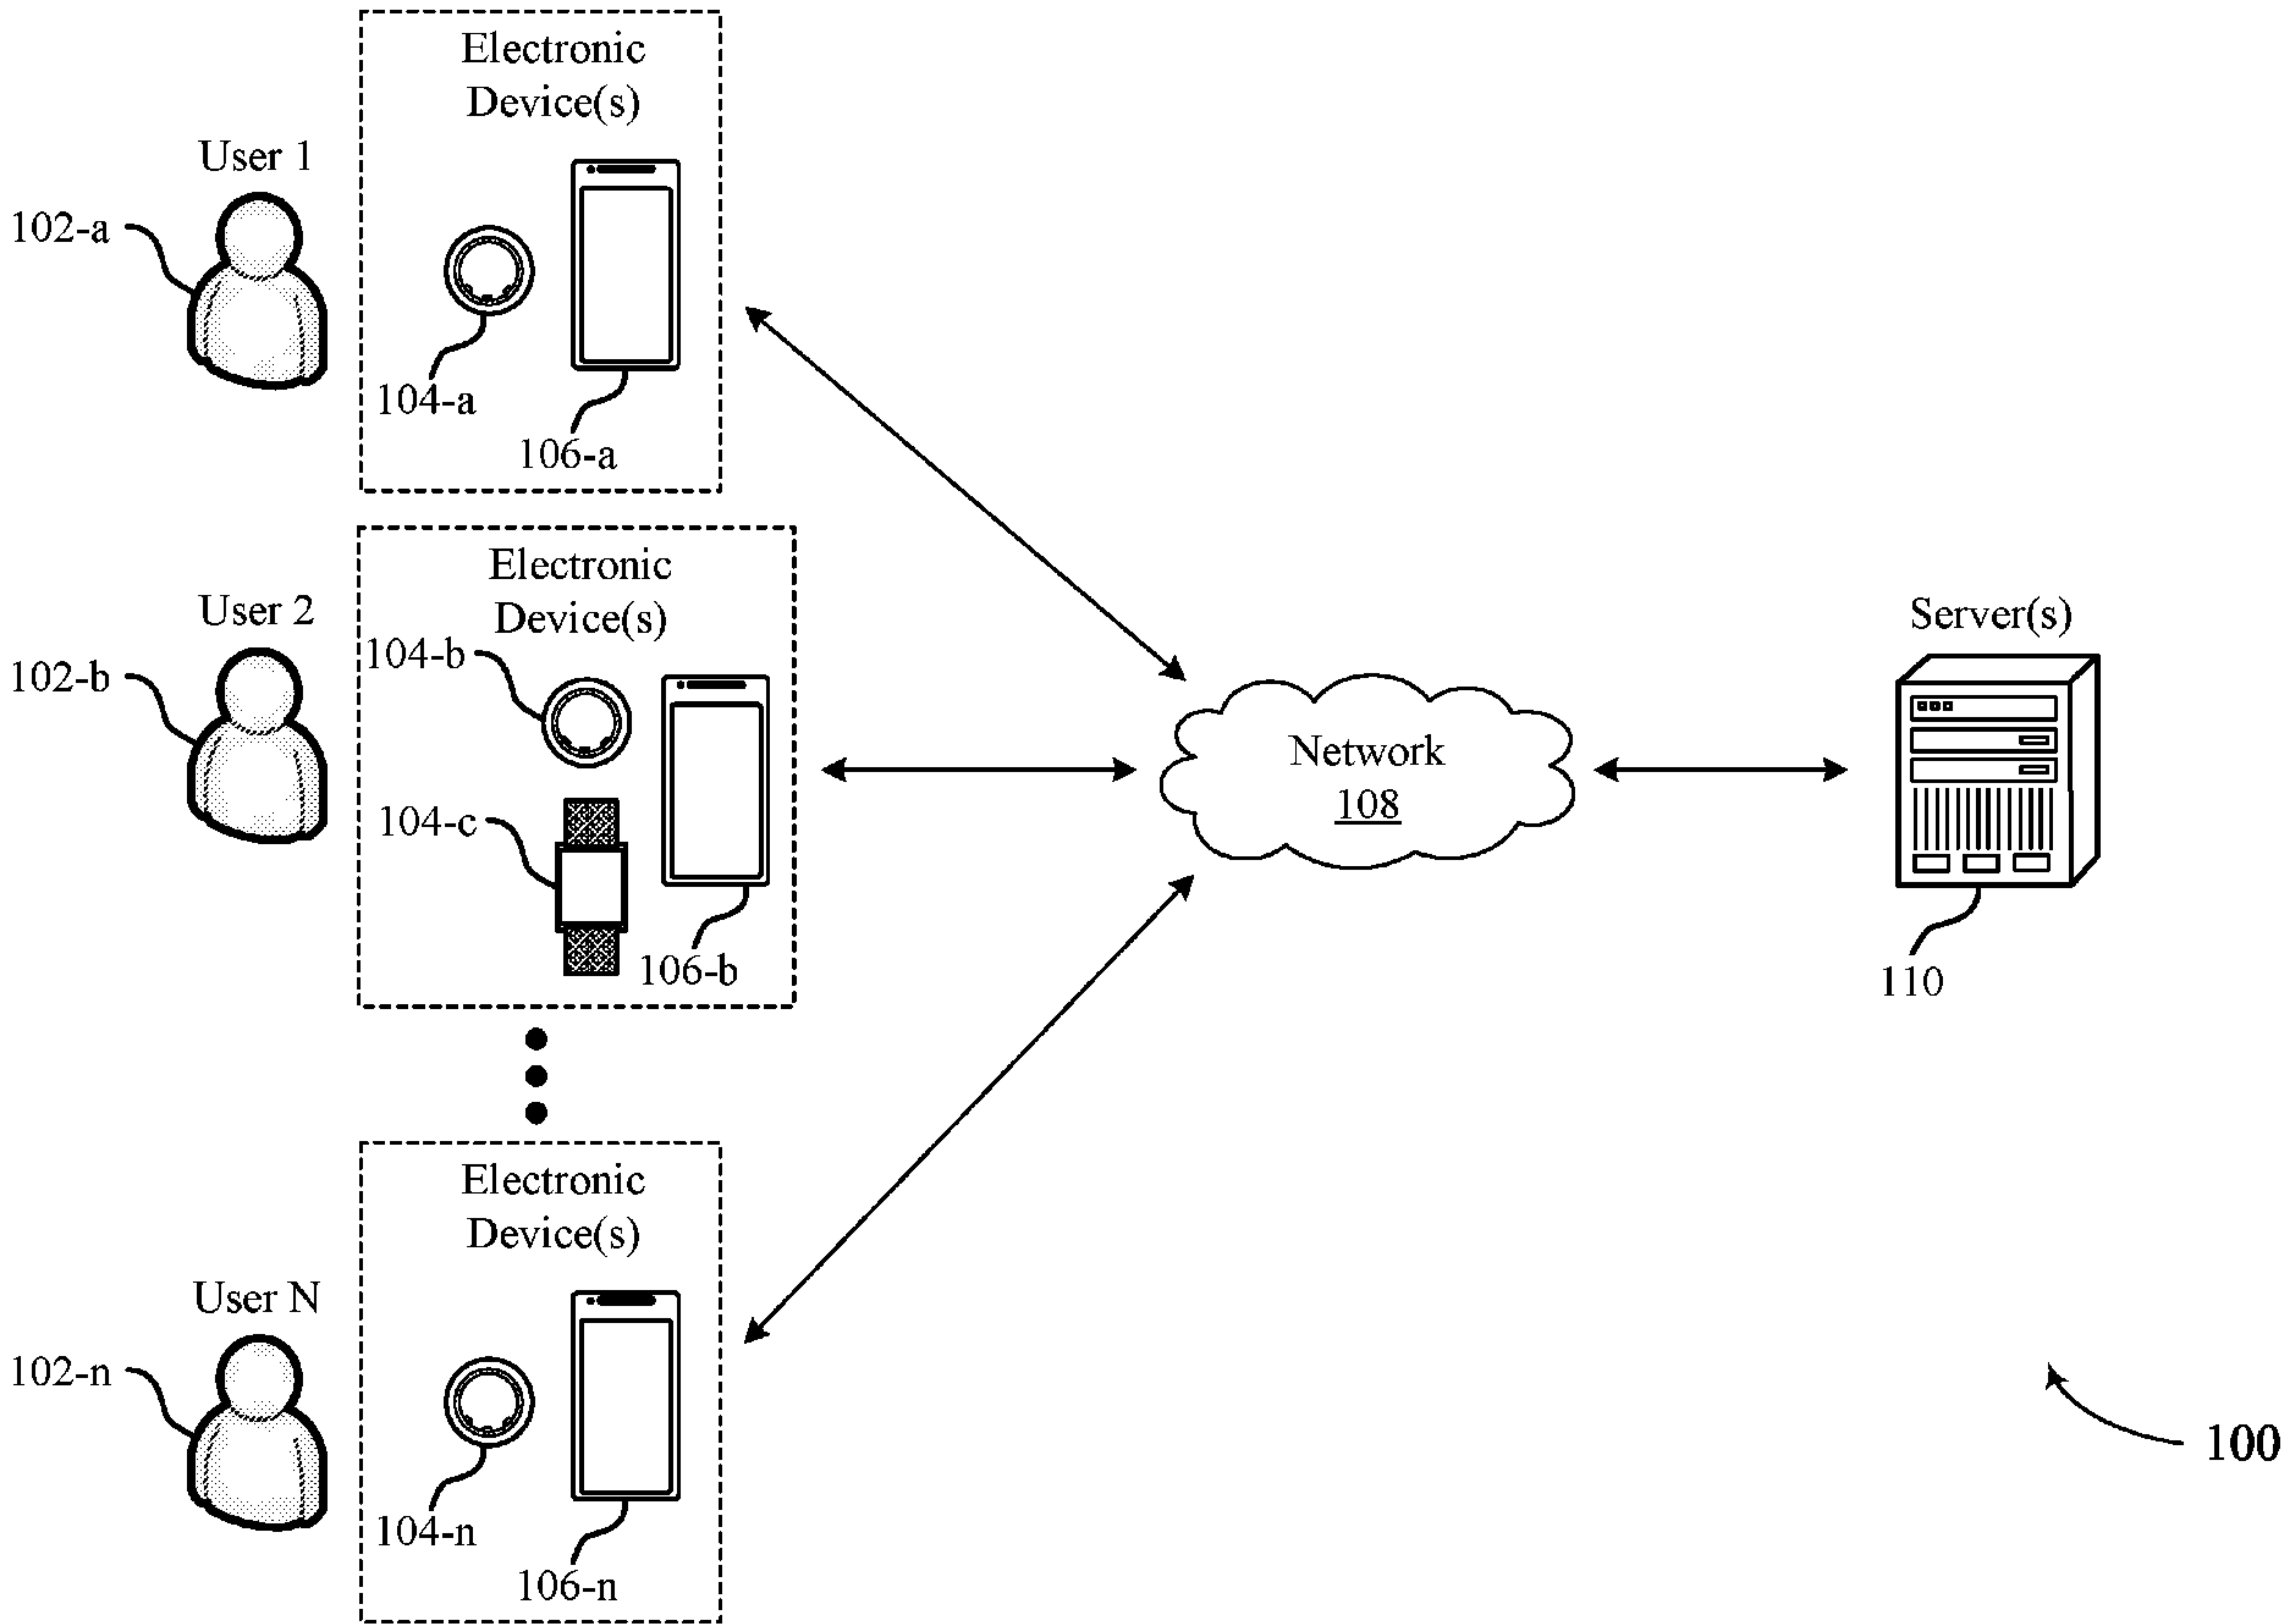 Electronic
Device(s)
User 1
102-a
104-a
106-a
Electronic
Device(s)
User 2
104-b
102-b
104-c
106-b
Network
108
Server(s)
110
Electronic
Device(s)
User N
102-n
104-n
106-n
100